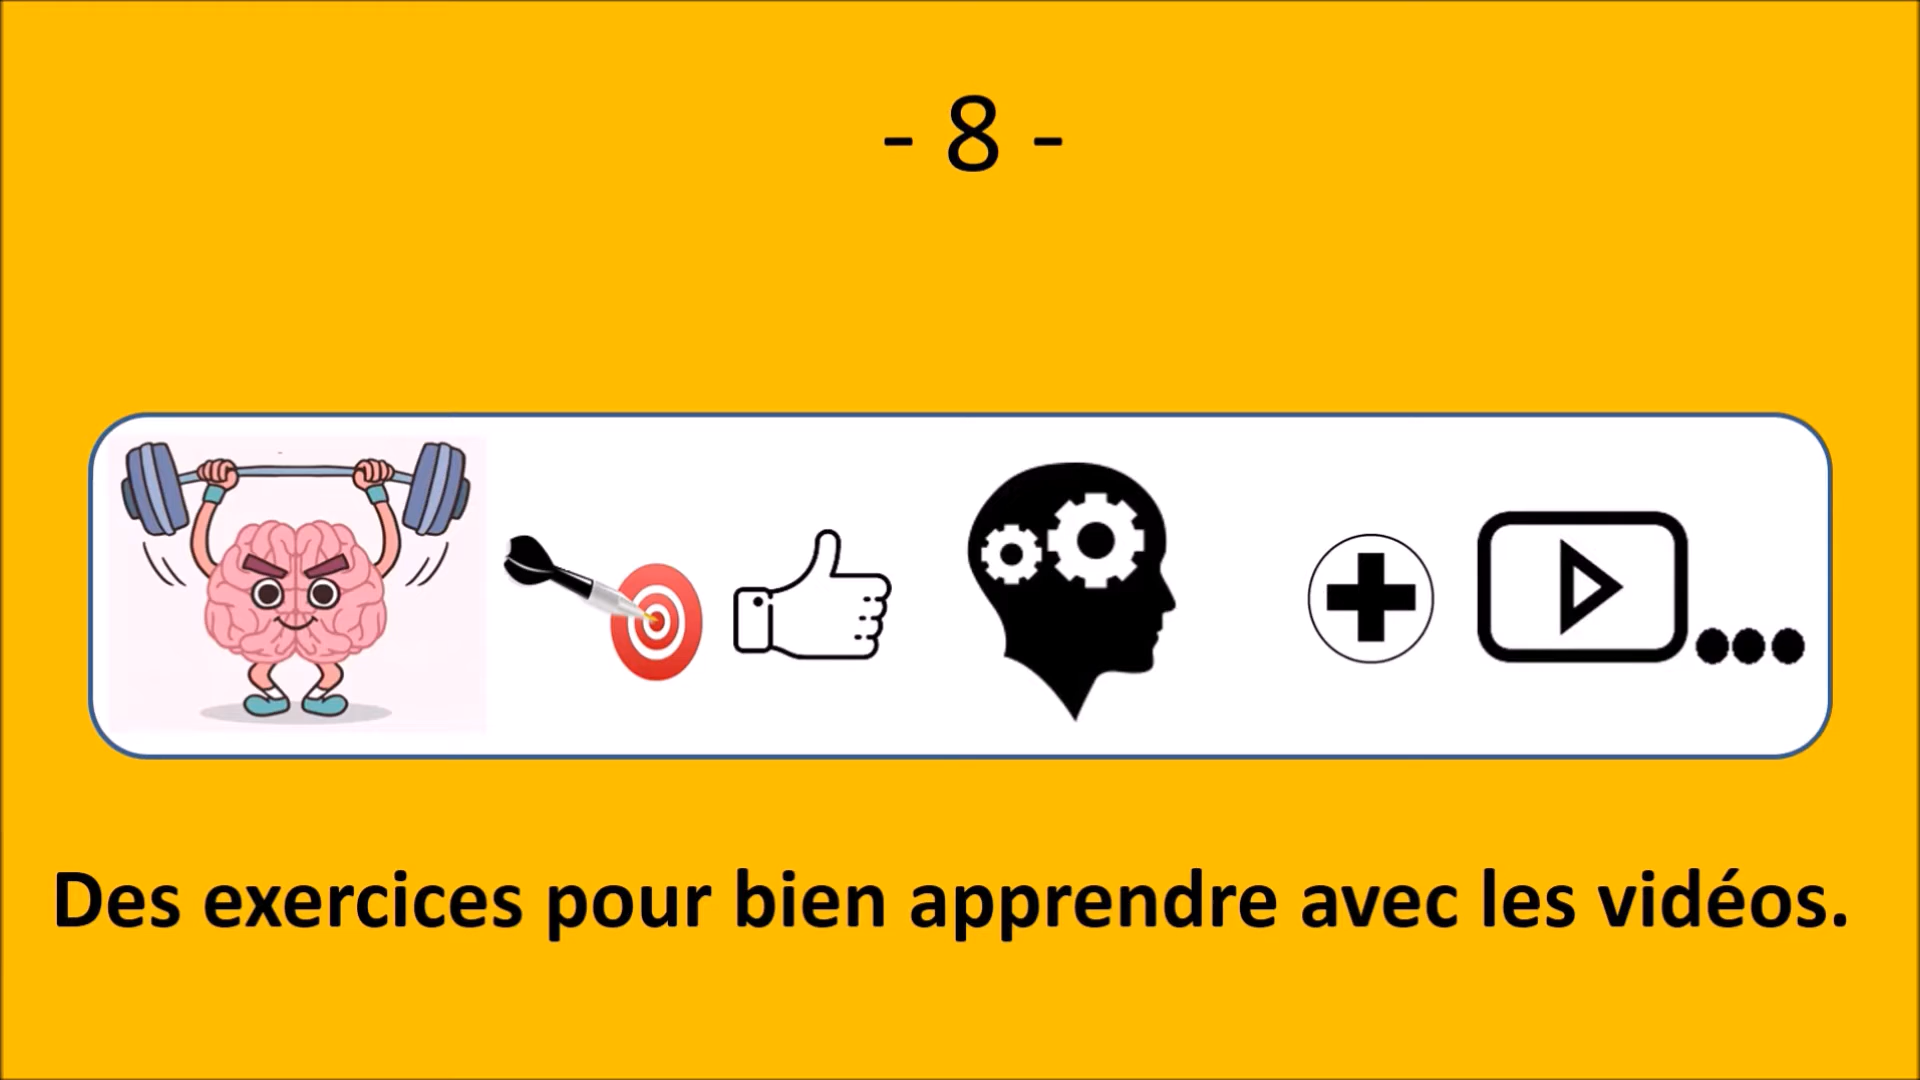 - 8 -
Des exercices pour bien apprendre avec les vidéos.